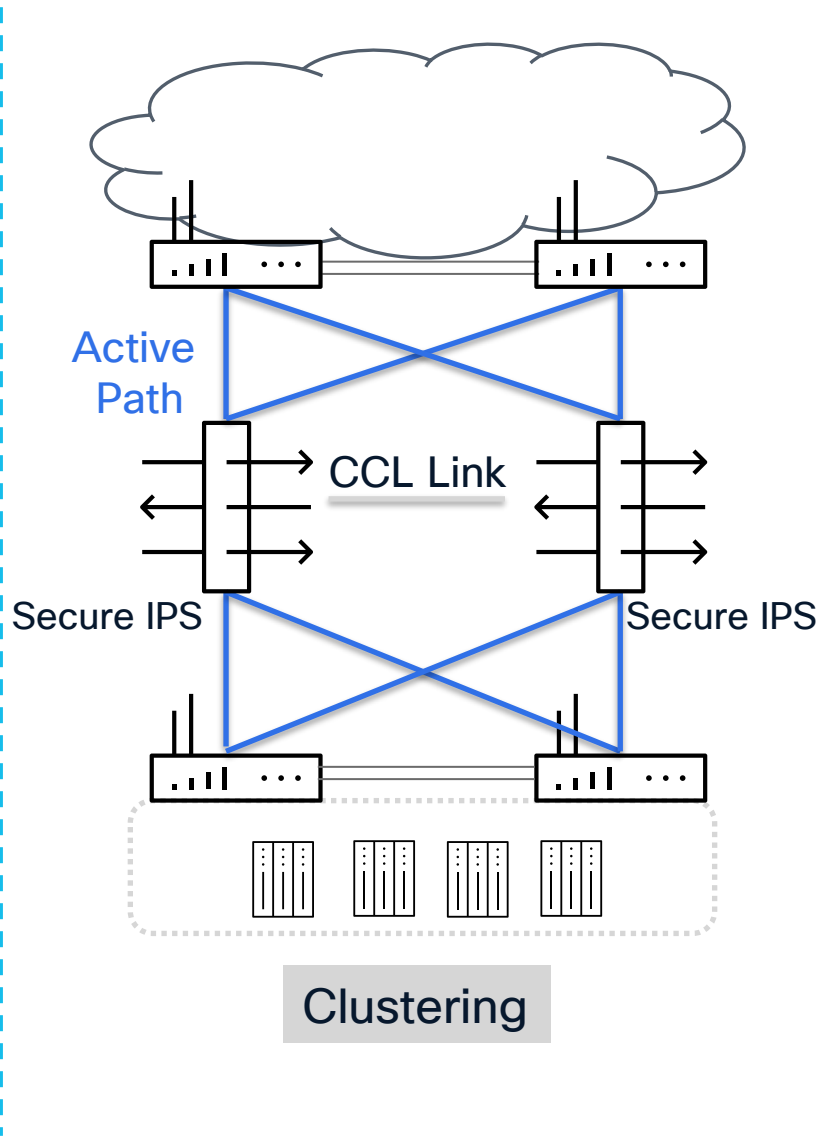 Active
Path
CCL Link
Secure IPS
Secure IPS
Clustering